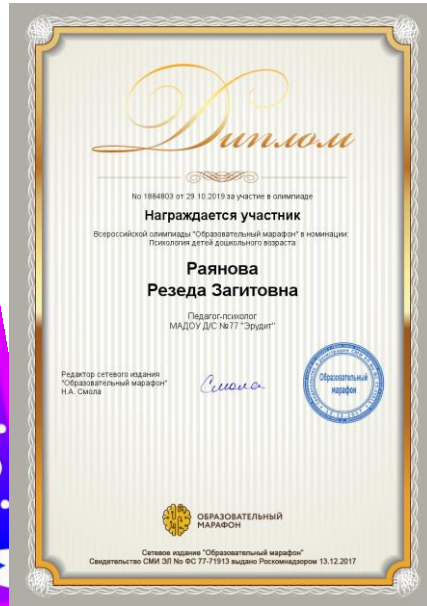 Диплом
No 1864803 от 29.10.2019 за участие в олимпиаде
Награждается участник
Всероссийской олимпиады "Образовательный марафон" в номинации:
Психология детей дошкольного возраста
Раянова
Резеда Загитовна
Педагог-психолог
МАДОУ Д/С №77 "Эрудит"
Редактор сетевого издания
"Образовательный марафон"
Н.А. Смола
Смола
Образовательный
марафон
ОБРАЗОВАТЕЛЬНЫЙ
МАРАФОН
Сетевое издание "Образовательный марафон"
Свидетельство СМИ ЭЛ No ФС 77-71913 выдано Роскомнадзором 13.12.2017